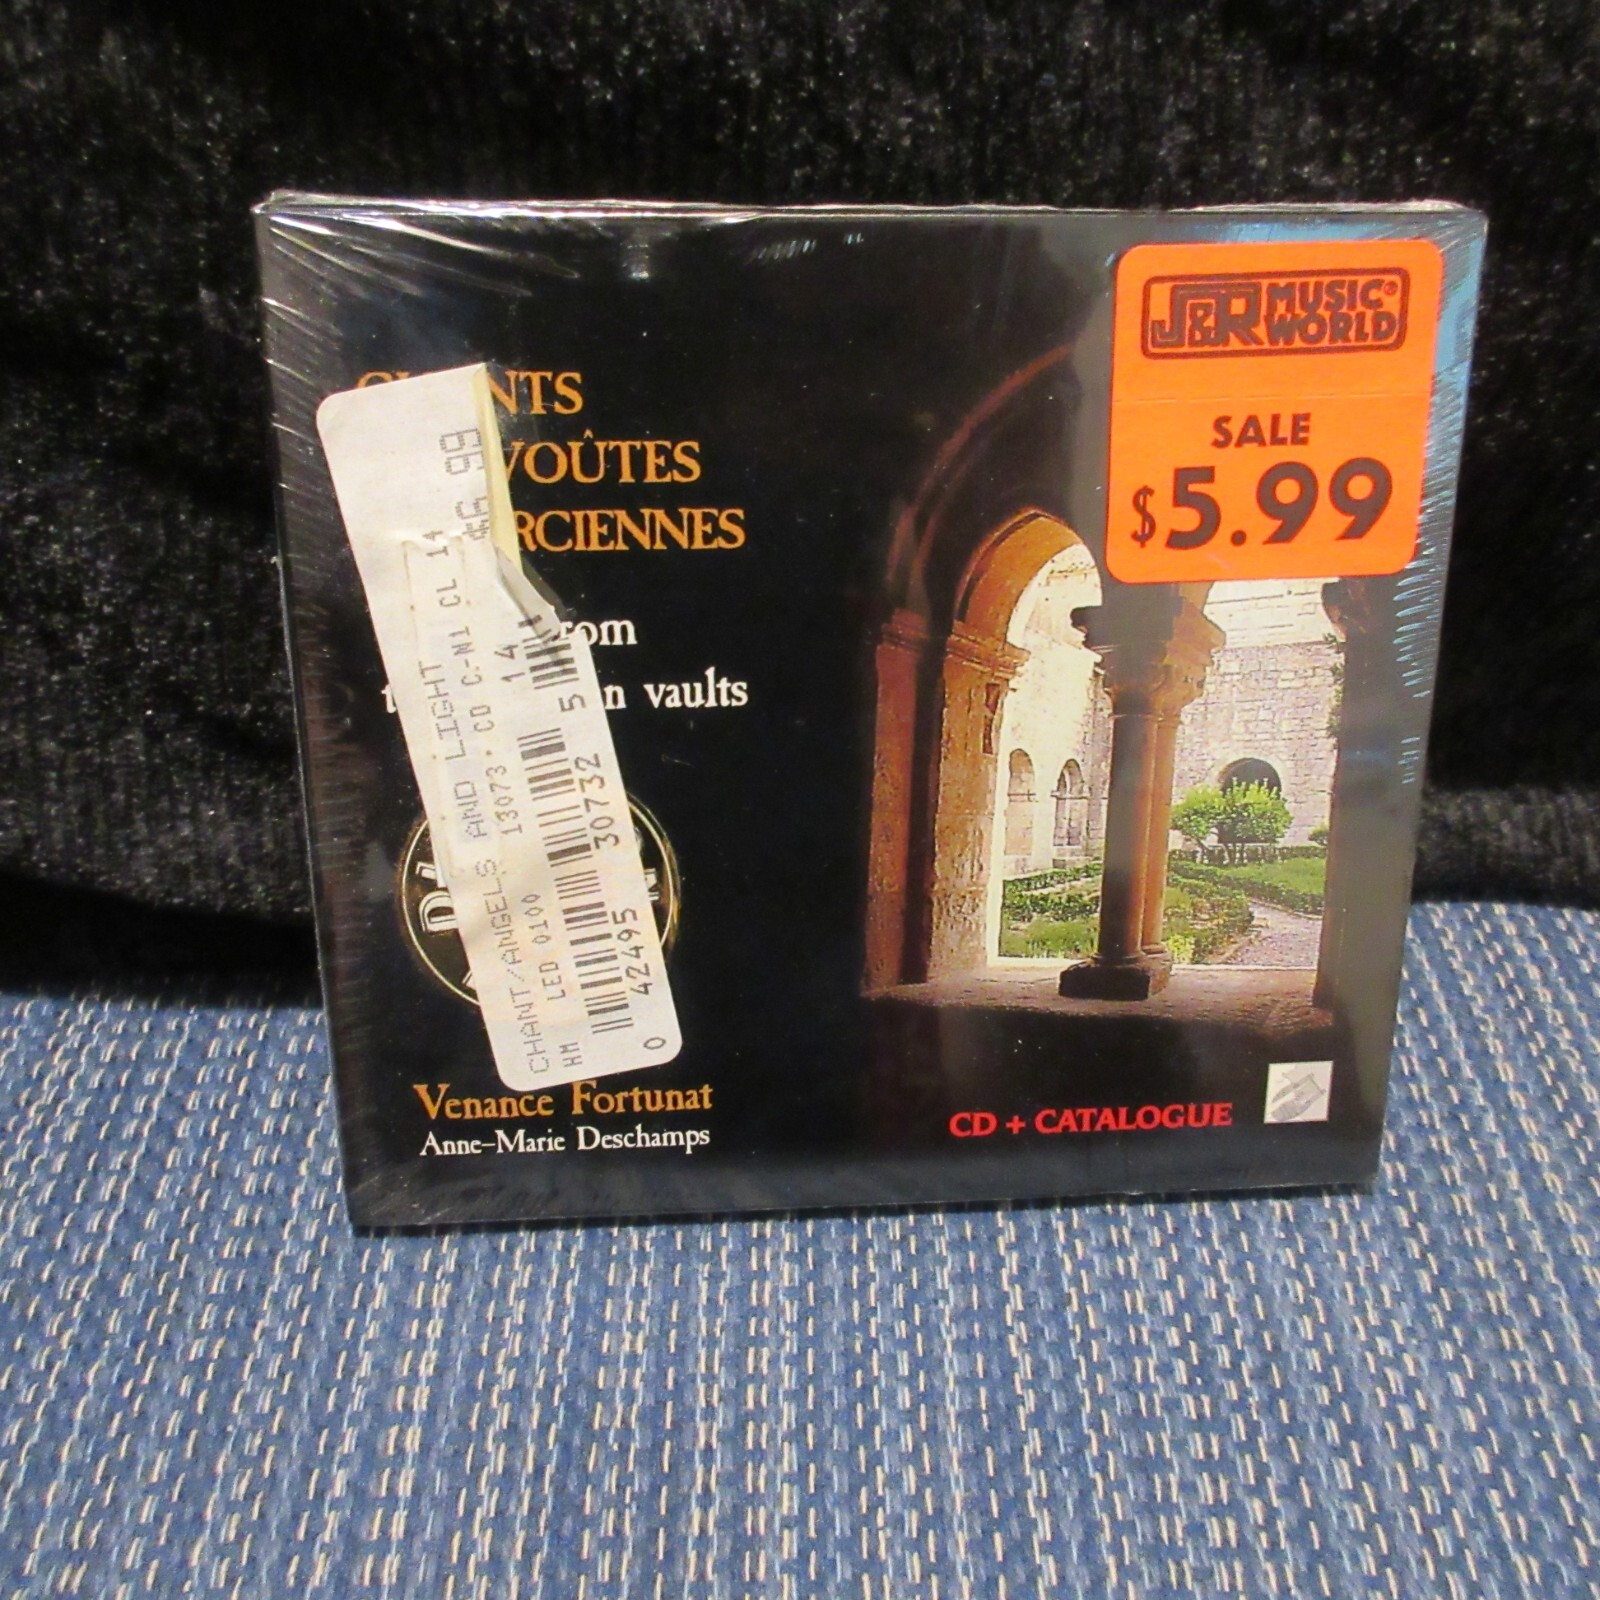 J&R MUSIC WORLD
SALE
$5.99
NTS
VOÛTES
RCIENNES
rom
n vaults
CHANT/ANGELS AND LIGHT
13073 CD C-N1 CL 14
HM LED 0100 14
0 42495 30732 5
Venance Fortunat
Anne-Marie Deschamps
CD + CATALOGUE